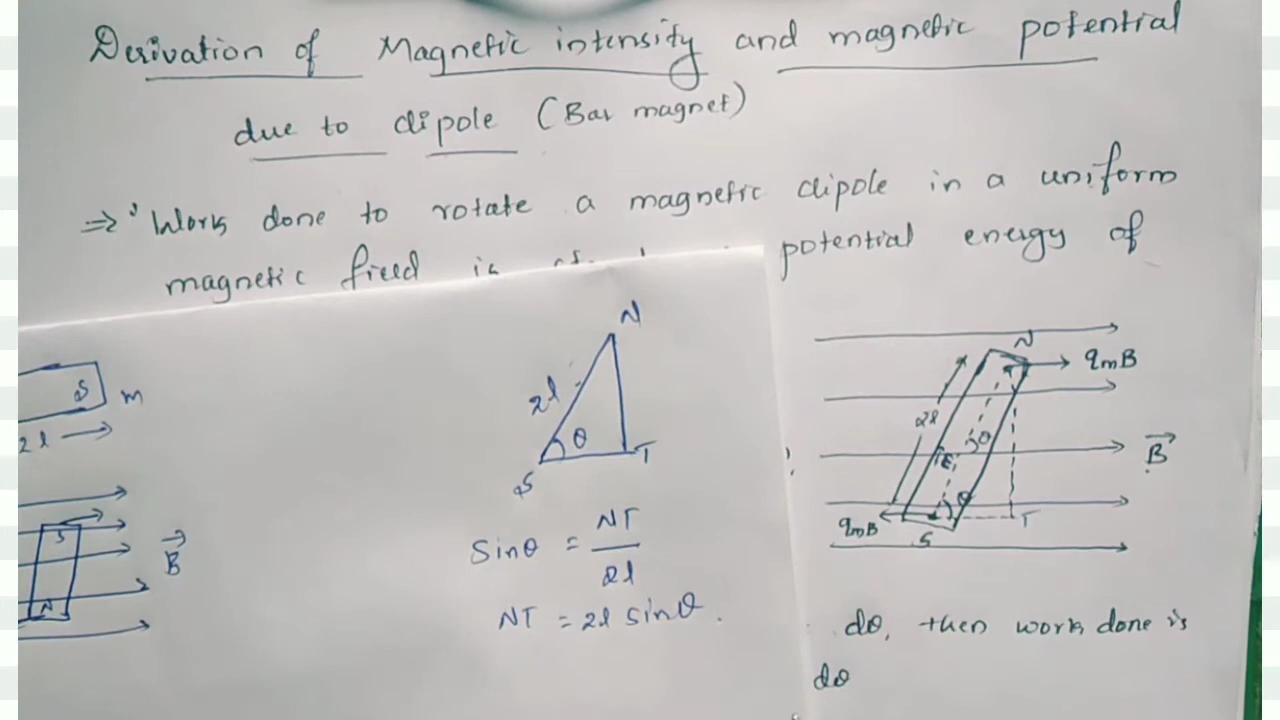 Derivation of Magnetic intensity and magnetic potential
due to dipole (Bar magnet)
⇒ Work done to rotate a magnetic dipole in a uniform
magnetic field is
potential energy of
S m
2l
S
N
B
N
2l
θ
S T
Sinθ = NT / 2l
NT = 2l sinθ.
N
qmB
2l
θ
B
θ
qmB
S
T
dθ, then work done is
dθ